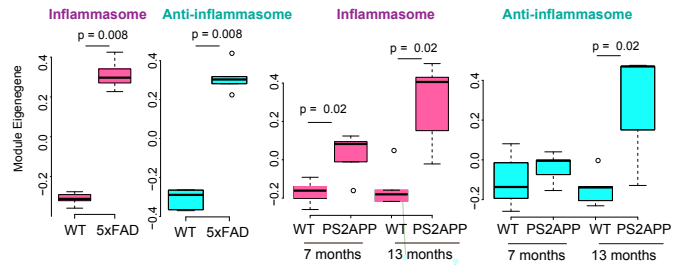 Inflammasome
p = 0.008
Module Eigenegene
0.4
0.2
0.0
−0.2
WT 5xFAD
Anti-inflammasome
p = 0.008
0.4
0.2
0.0
−0.2
−0.4
WT 5xFAD
Inflammasome
p = 0.02
p = 0.02
0.4
0.2
0.0
−0.2
WT PS2APP WT PS2APP
7 months 13 months
Anti-inflammasome
p = 0.02
0.4
0.2
0.0
−0.2
WT PS2APP WT PS2APP
7 months 13 months